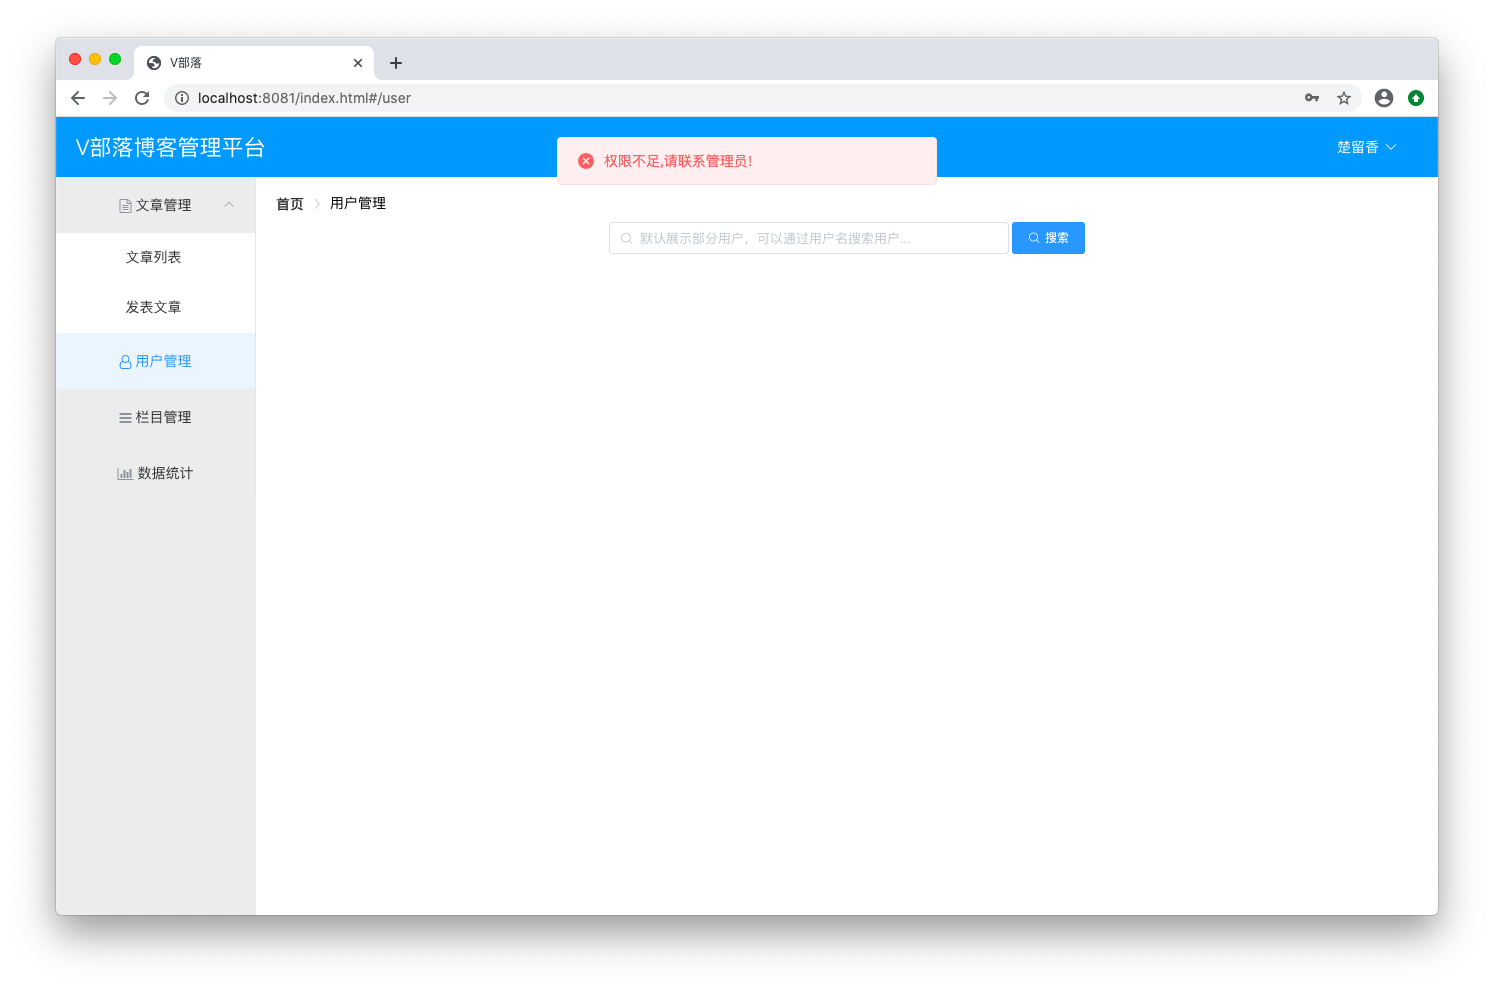 V部落
localhost:8081/index.html#/user
V部落博客管理平台
权限不足,请联系管理员!
楚留香
文章管理
文章列表
发表文章
用户管理
栏目管理
数据统计
首页 用户管理
默认展示部分用户，可以通过用户名搜索用户...
搜索